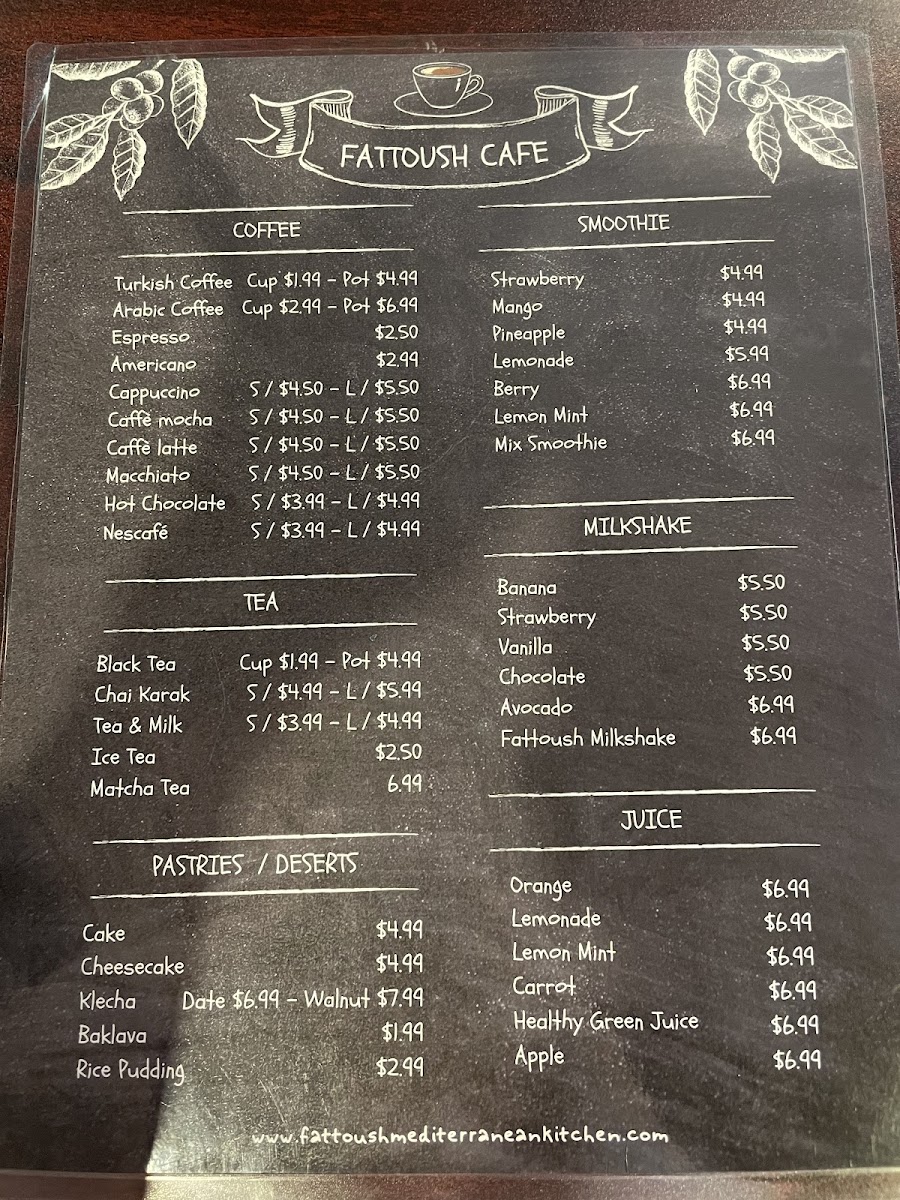 FATTOUSH CAFE
COFFEE
Turkish Coffee Cup $1.99 - Pot $4.99
Arabic Coffee Cup $2.99 - Pot $6.99
Espresso $2.50
Americano $2.99
Cappuccino S / $4.50 - L / $5.50
Caffè mocha S / $4.50 - L / $5.50
Caffè latte S / $4.50 - L / $5.50
Macchiato S / $4.50 - L / $5.50
Hot Chocolate S / $3.99 - L / $4.99
Nescafé S / $3.99 - L / $4.99
TEA
Black Tea Cup $1.99 - Pot $4.99
Chai Karak S / $4.99 - L / $5.99
Tea & Milk S / $3.99 - L / $4.99
Ice Tea $2.50
Matcha Tea 6.99
PASTRIES / DESERTS
Cake $4.99
Cheesecake $4.99
Klecha Date $6.99 - Walnut $7.99
Baklava $1.99
Rice Pudding $2.99
SMOOTHIE
Strawberry $4.99
Mango $4.99
Pineapple $4.99
Lemonade $5.99
Berry $6.99
Lemon Mint $6.99
Mix Smoothie $6.99
MILKSHAKE
Banana $5.50
Strawberry $5.50
Vanilla $5.50
Chocolate $5.50
Avocado $6.99
Fattoush Milkshake $6.99
JUICE
Orange $6.99
Lemonade $6.99
Lemon Mint $6.99
Carrot $6.99
Healthy Green Juice $6.99
Apple $6.99
www.fattoushmediterraneankitchen.com